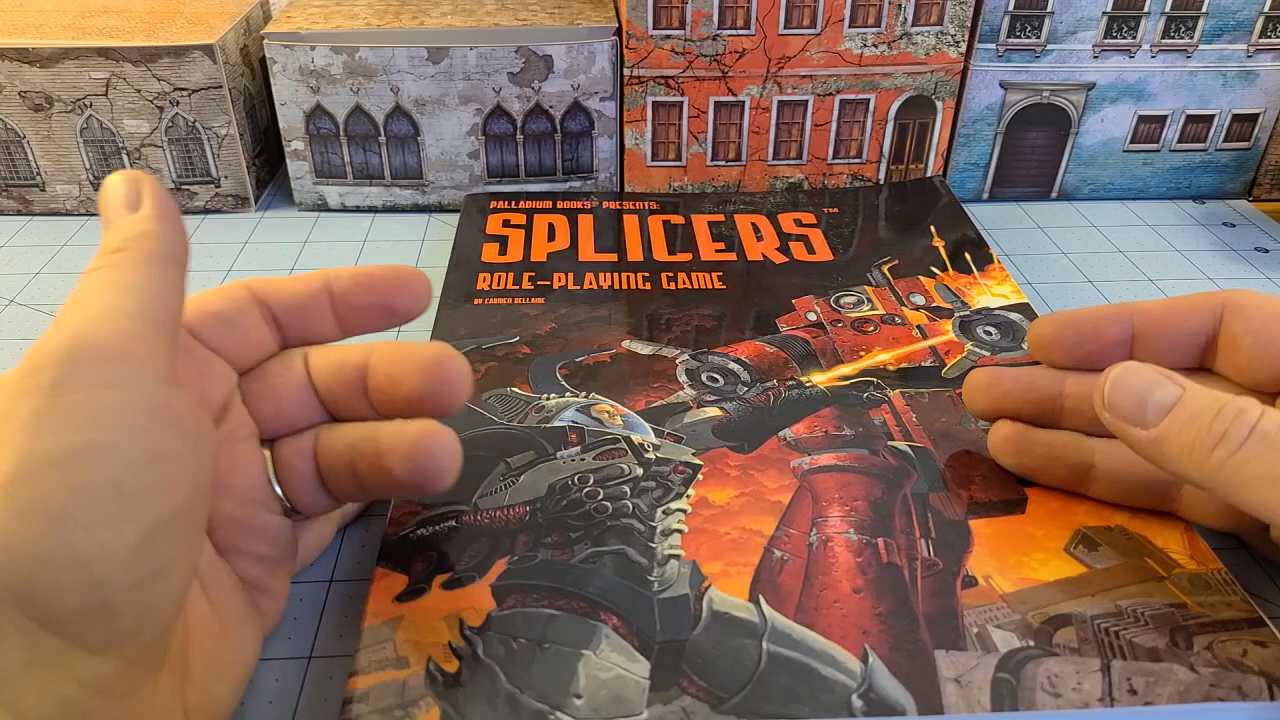 PALLADIUM BOOKS® PRESENTS:
SPLICERS™
ROLE-PLAYING GAME
BY CARMEN BELLAIRE